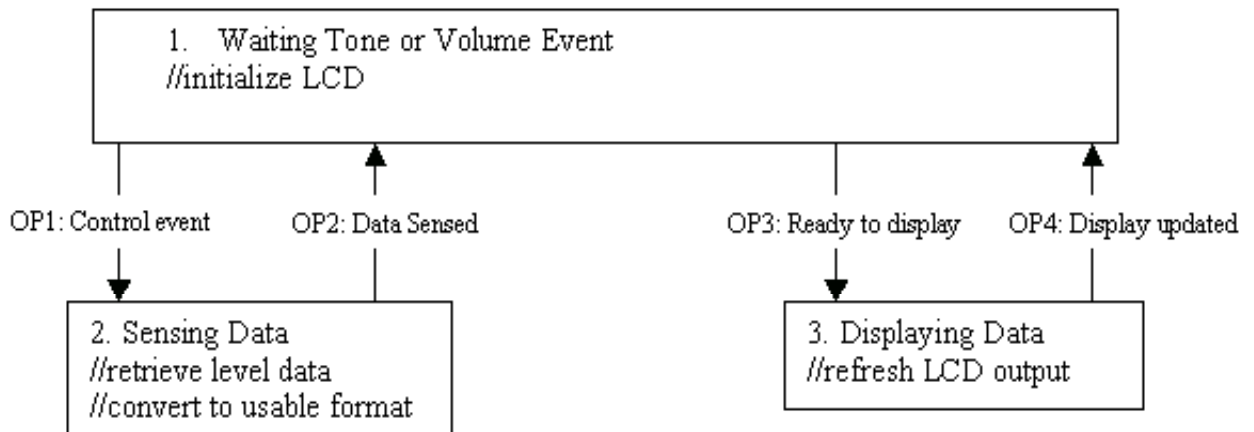 1. Waiting Tone or Volume Event
//initialize LCD
OP1: Control event
OP2: Data Sensed
OP3: Ready to display
OP4: Display updated
2. Sensing Data
//retrieve level data
//convert to usable format
3. Displaying Data
//refresh LCD output